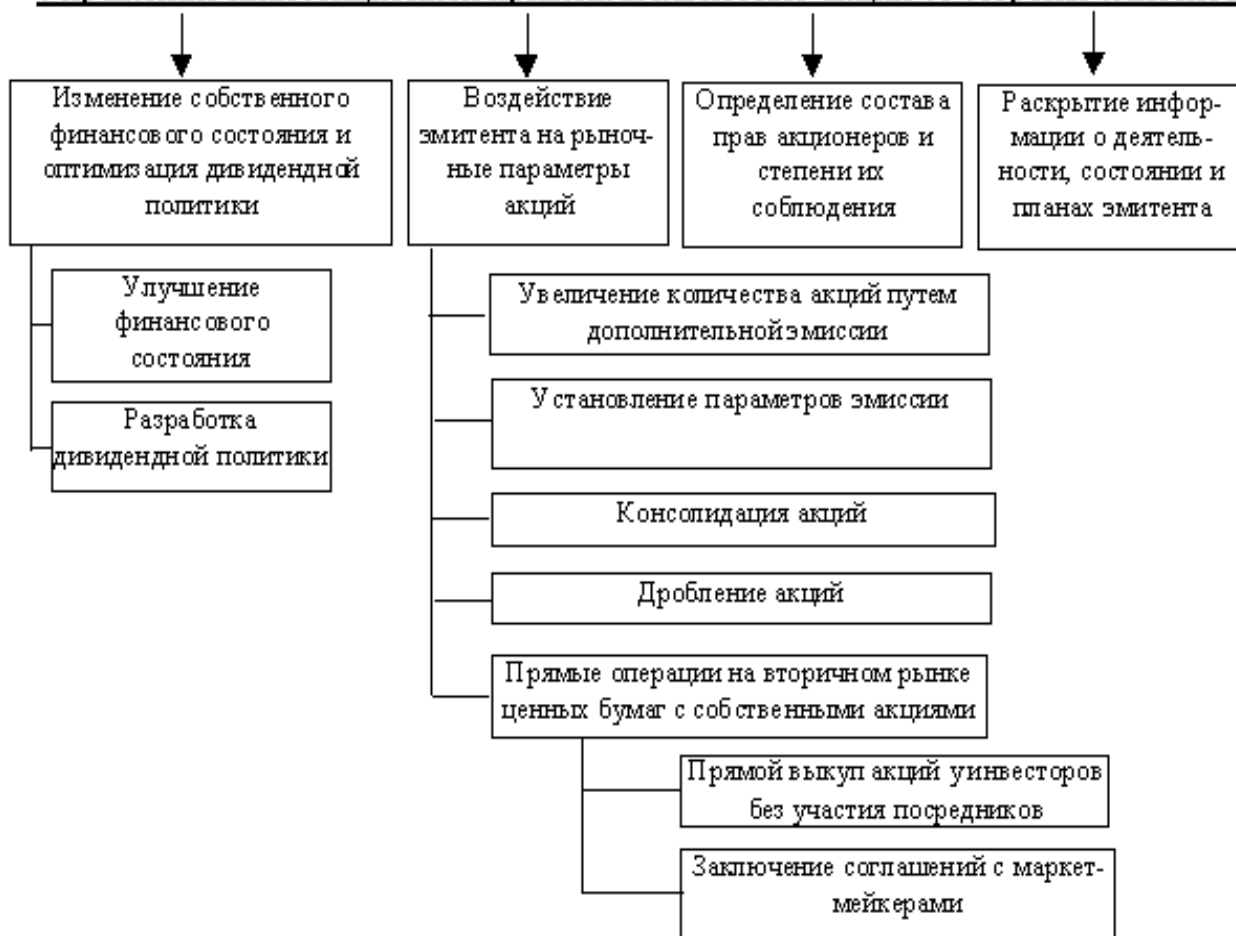 Изменение собственного
финансового состояния и
оптимизация дивидендной
политики
Воздействие
эмитента на рыноч-
ные параметры
акций
Определение состава
прав акционеров и
степени их
соблюдения
Раскрытие инфор-
мации о деятель-
ности, состоянии и
планах эмитента
Улучшение
финансового
состояния
Разработка
дивидендной политики
Увеличение количества акций путем
дополнительной эмиссии
Установление параметров эмиссии
Консолидация акций
Дробление акций
Прямые операции на вторичном рынке
ценных бумаг с собственными акциями
Прямой выкуп акций у инвесторов
без участия посредников
Заключение соглашений с маркет-
мейкерами